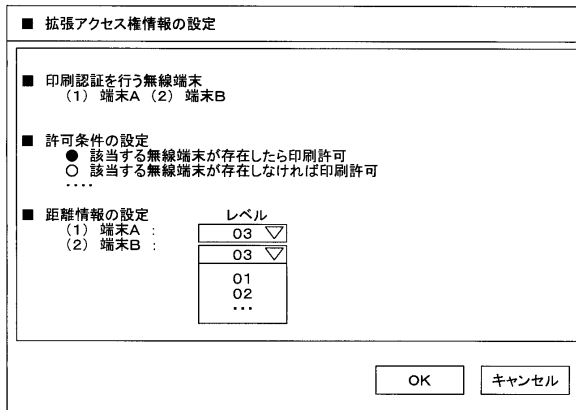 ■ 拡張アクセス権情報の設定
■ 印刷認証を行う無線端末
(1) 端末A (2) 端末B
■ 許可条件の設定
● 該当する無線端末が存在したら印刷許可
○ 該当する無線端末が存在しなければ印刷許可
････
■ 距離情報の設定 レベル
(1) 端末A : 03 ▽
(2) 端末B : 03 ▽
01
02
･･･
OK キャンセル